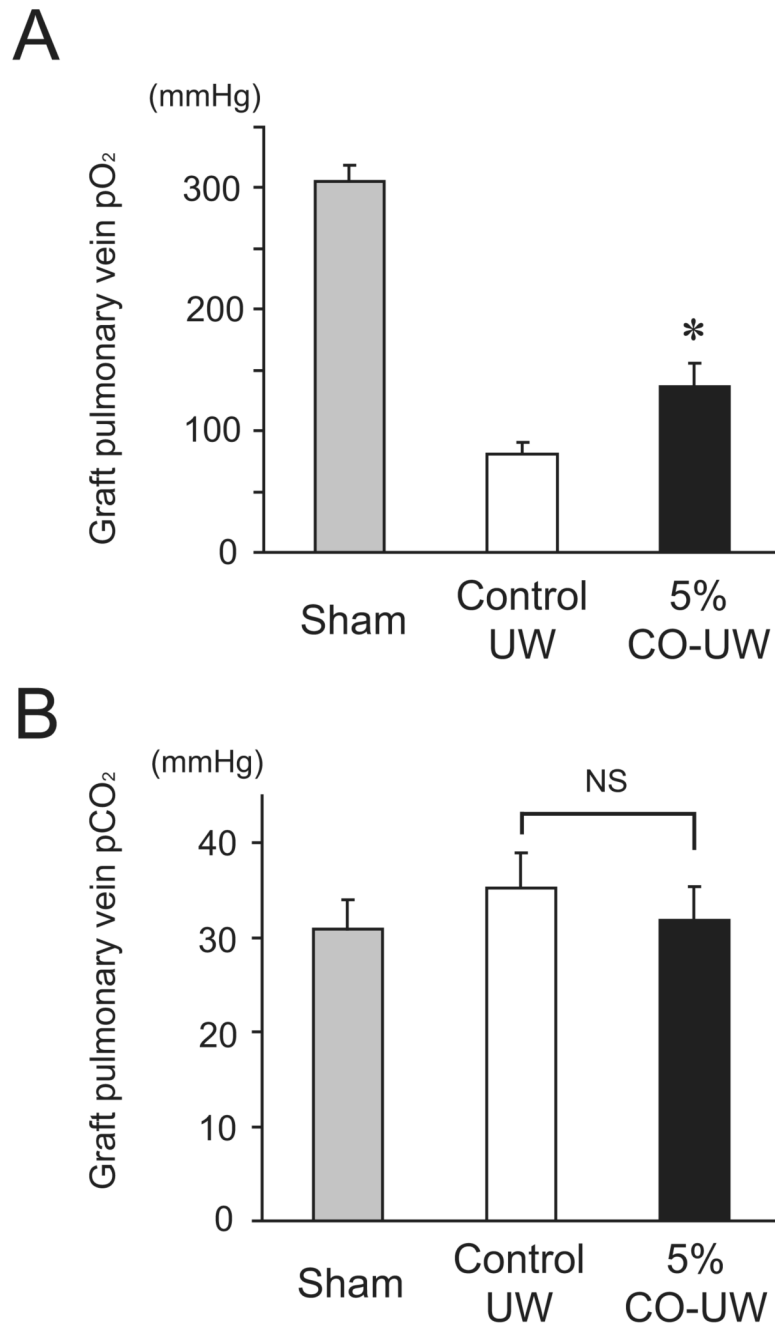 A
(mmHg)
Graft pulmonary vein pO₂
300
200
100
0
*
Sham
Control
UW
5%
CO-UW
B
(mmHg)
Graft pulmonary vein pCO₂
40
30
20
10
0
NS
Sham
Control
UW
5%
CO-UW